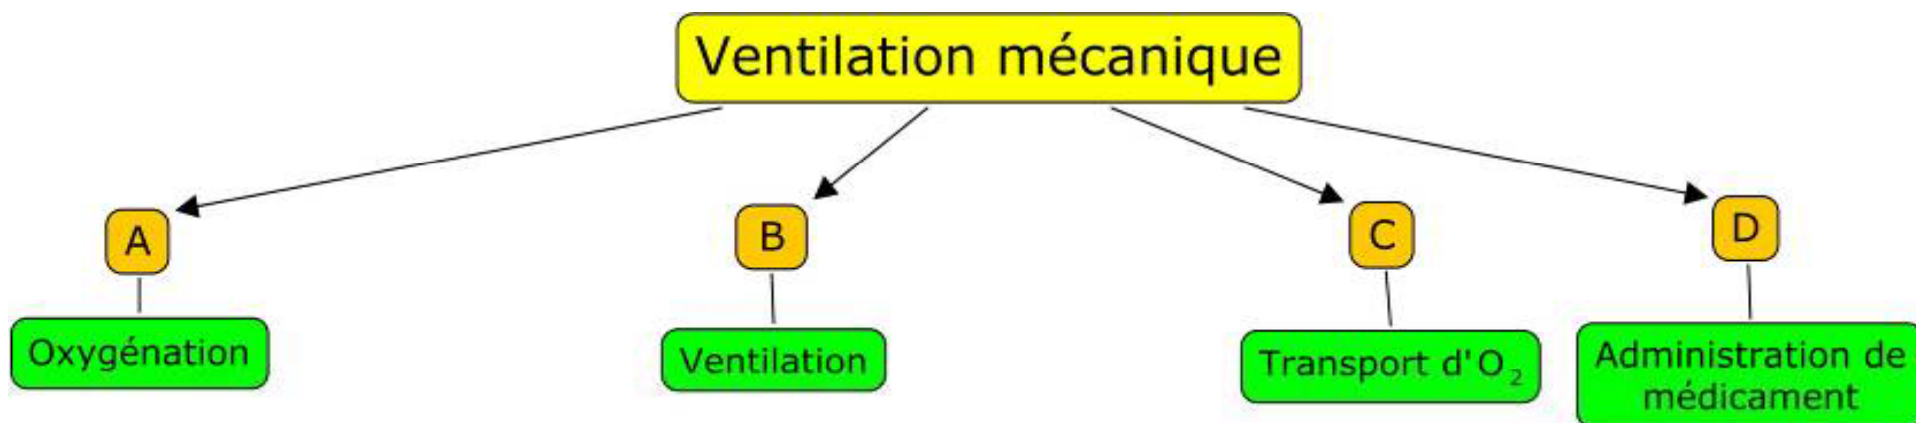 Ventilation mécanique
A
B
C
D
Oxygénation
Ventilation
Transport d'O₂
Administration de
médicament